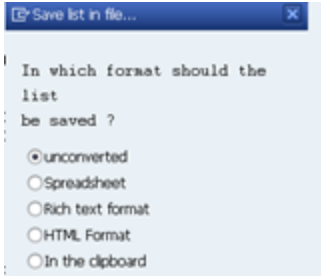 Save list in file...
In which format should the
list
be saved ?
unconverted
Spreadsheet
Rich text format
HTML Format
In the clipboard